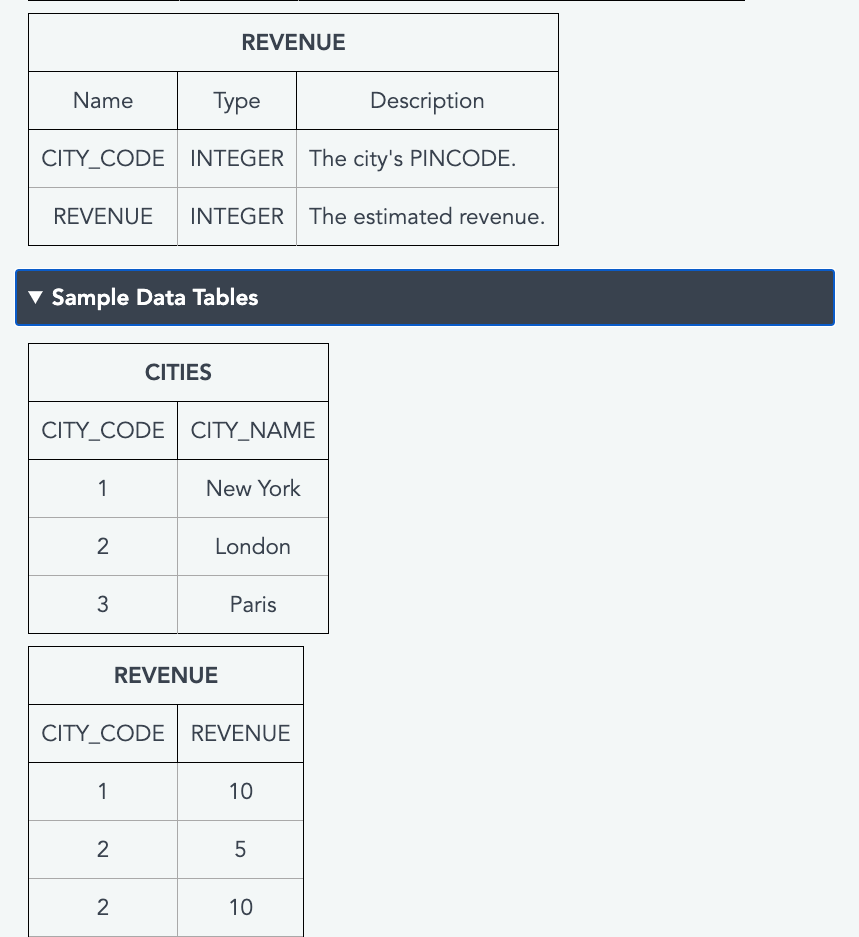 REVENUE
Name Type Description
CITY_CODE INTEGER The city's PINCODE.
REVENUE INTEGER The estimated revenue.
Sample Data Tables
CITIES
CITY_CODE CITY_NAME
1 New York
2 London
3 Paris
REVENUE
CITY_CODE REVENUE
1 10
2 5
2 10